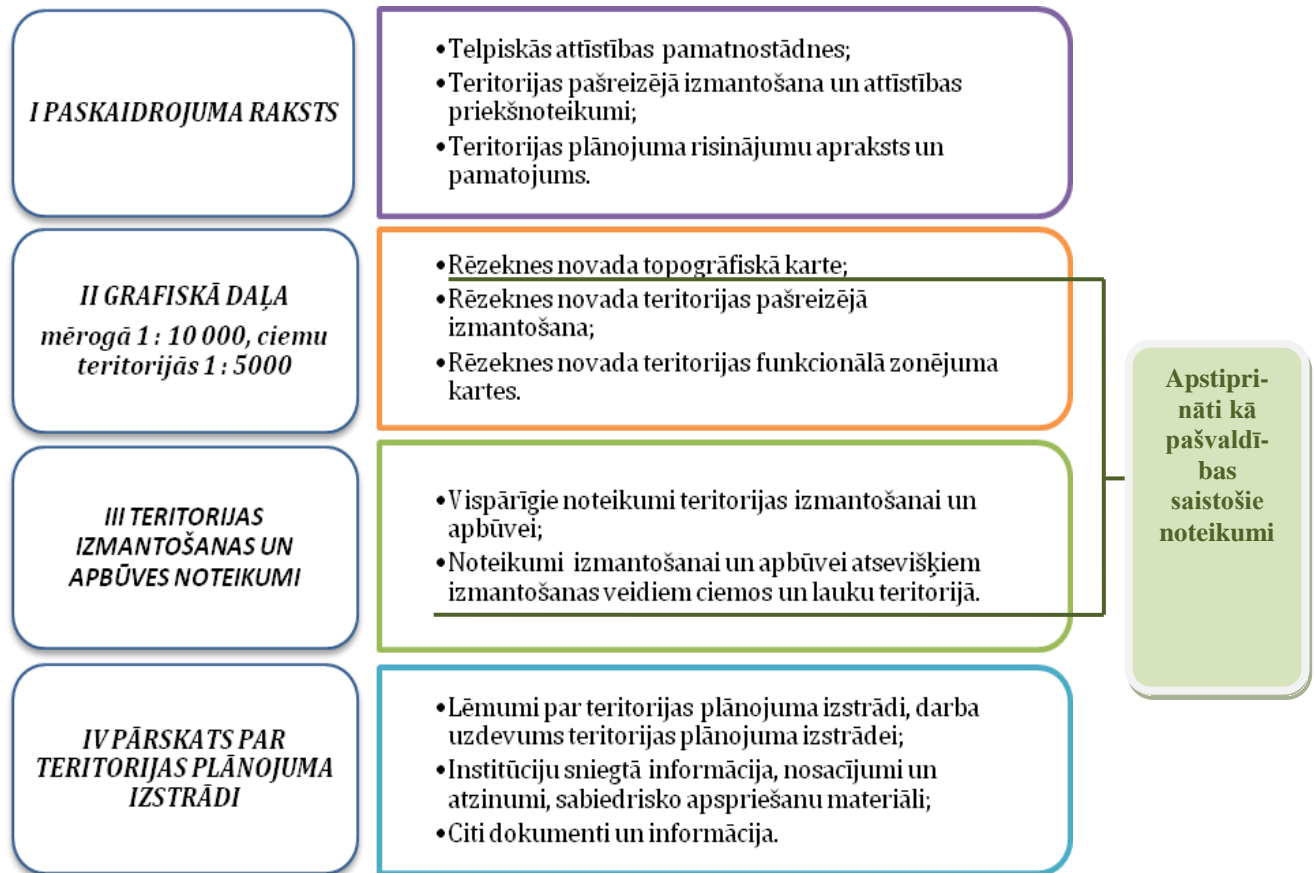 I PASKAIDROJUMA RAKSTS
•Telpiskās attīstības pamatnostādnes;
•Teritorijas pašreizējā izmantošana un attīstības
priekšnoteikumi;
•Teritorijas plānojuma risinājumu apraksts un
pamatojums.
II GRAFISKĀ DAĻA
mērogā 1 : 10 000, ciemu
teritorijās 1 : 5000
•Rēzeknes novada topogrāfiskā karte;
•Rēzeknes novada teritorijas pašreizējā
izmantošana;
•Rēzeknes novada teritorijas funkcionālā zonējuma
kartes.
III TERITORIJAS
IZMANTOŠANAS UN
APBŪVES NOTEIKUMI
•Vispārīgie noteikumi teritorijas izmantošanai un
apbūvei;
•Noteikumi izmantošanai un apbūvei atsevišķiem
izmantošanas veidiem ciemos un lauku teritorijā.
Apstipri-
nāti kā
pašvaldī-
bas
saistošie
noteikumi
IV PĀRSKATS PAR
TERITORIJAS PLĀNOJUMA
IZSTRĀDI
•Lēmumi par teritorijas plānojuma izstrādi, darba
uzdevums teritorijas plānojuma izstrādei;
•Institūciju sniegtā informācija, nosacījumi un
atzinumi, sabiedrisko apspriešanu materiāli;
•Citi dokumenti un informācija.